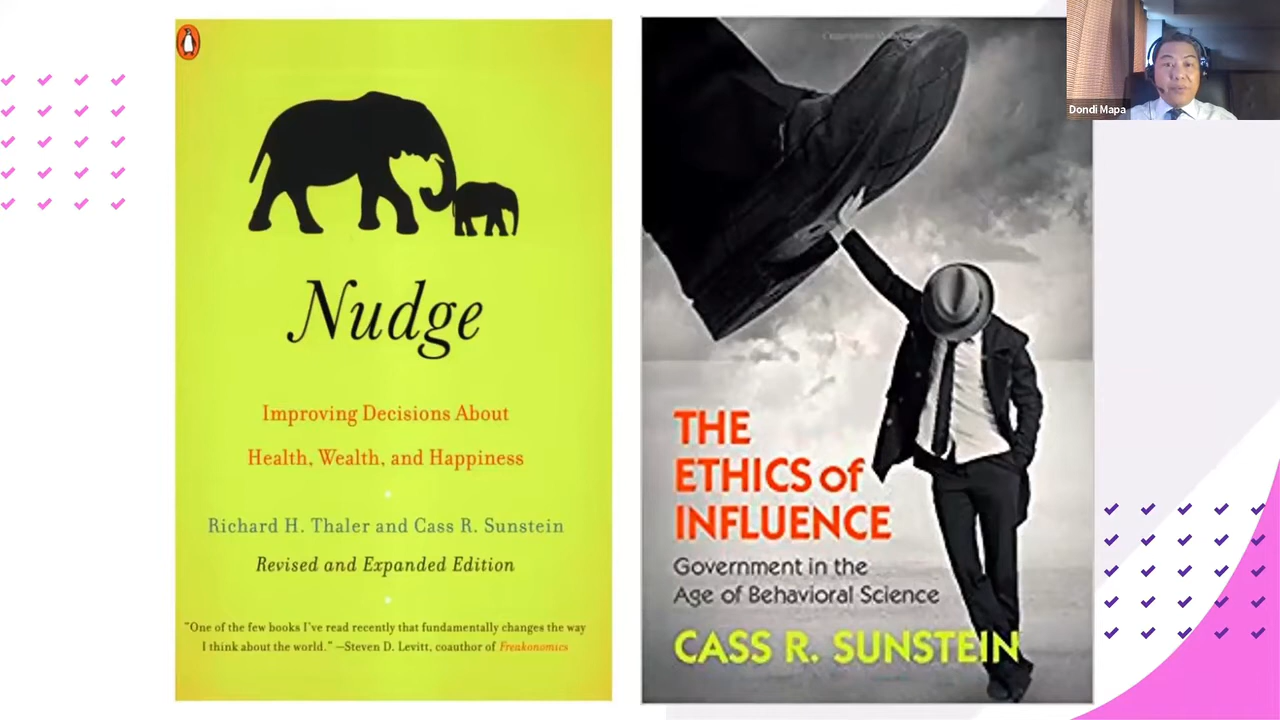 Nudge
Improving Decisions About
Health, Wealth, and Happiness
Richard H. Thaler and Cass R. Sunstein
Revised and Expanded Edition
"One of the few books I've read recently that fundamentally changes the way
I think about the world." —Steven D. Levitt, coauthor of Freakonomics
THE
ETHICS of
INFLUENCE
Government in the
Age of Behavioral Science
CASS R. SUNSTEIN
Dondi Mapa